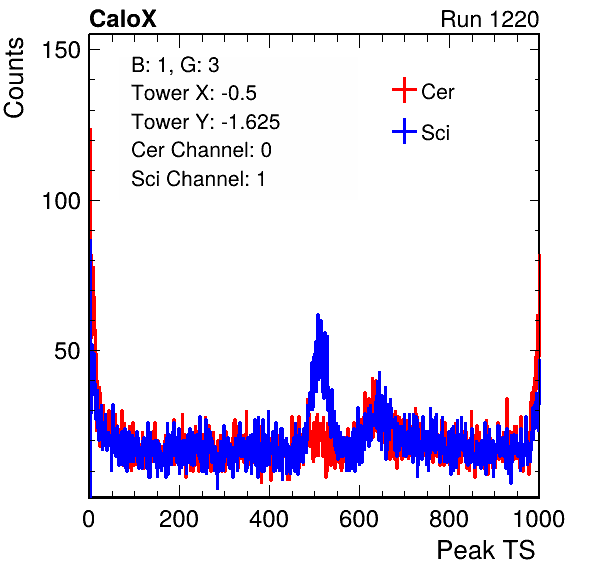 CaloX Run 1220
Counts
150
100
50
B: 1, G: 3
Tower X: -0.5
Tower Y: -1.625
Cer Channel: 0
Sci Channel: 1
Cer
Sci
0 200 400 600 800 1000
Peak TS